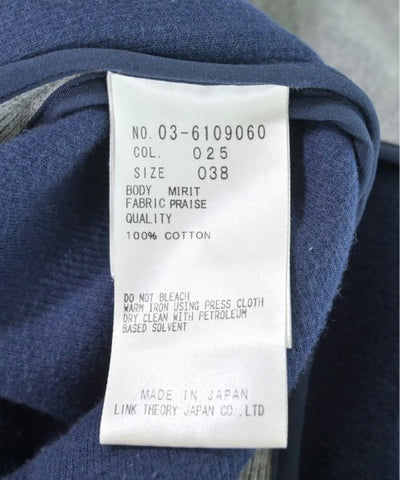 NO. 03-6109060
COL. 025
SIZE 038
BODY MIRIT
FABRIC PRAISE
QUALITY
100% COTTON
DO NOT BLEACH
WARM IRON USING PRESS CLOTH
DRY CLEAN WITH PETROLEUM
BASED SOLVENT
MADE IN JAPAN
LINK THEORY JAPAN CO.,LTD